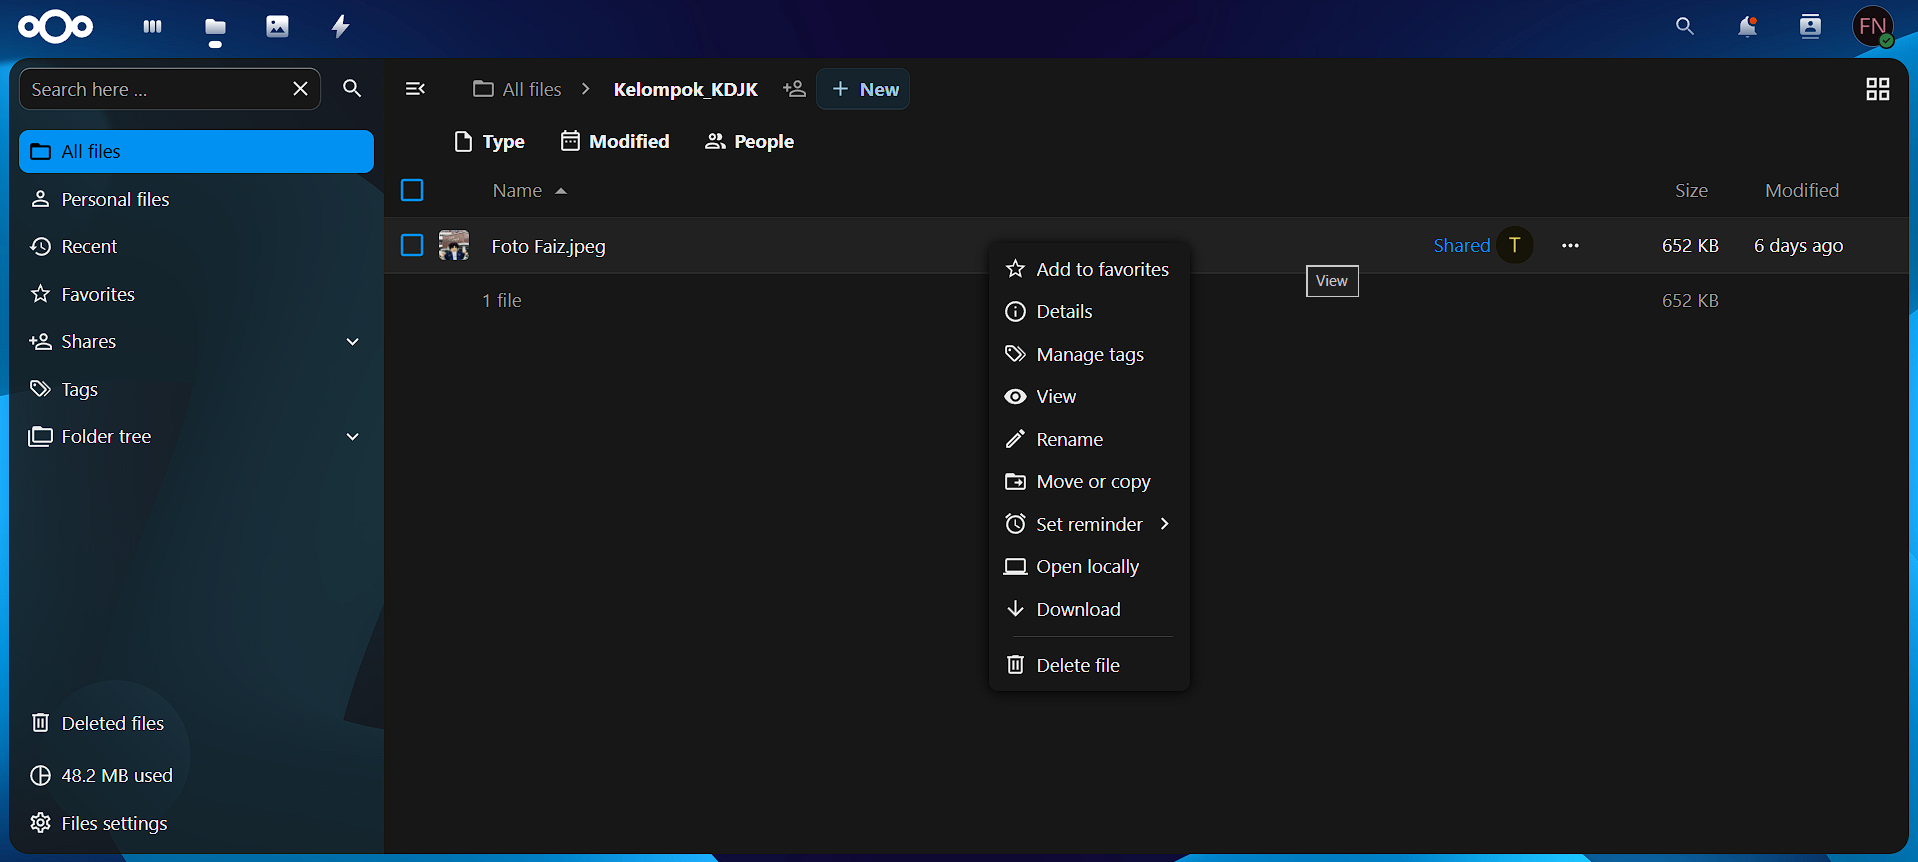 FN
Search here ...
All files
Kelompok_KDJK
New
Type
Modified
People
All files
Personal files
Recent
Favorites
Shares
Tags
Folder tree
Name
Size
Modified
Foto Faiz.jpeg
Shared
T
652 KB
6 days ago
View
1 file
652 KB
Add to favorites
Details
Manage tags
View
Rename
Move or copy
Set reminder
Open locally
Download
Delete file
Deleted files
48.2 MB used
Files settings